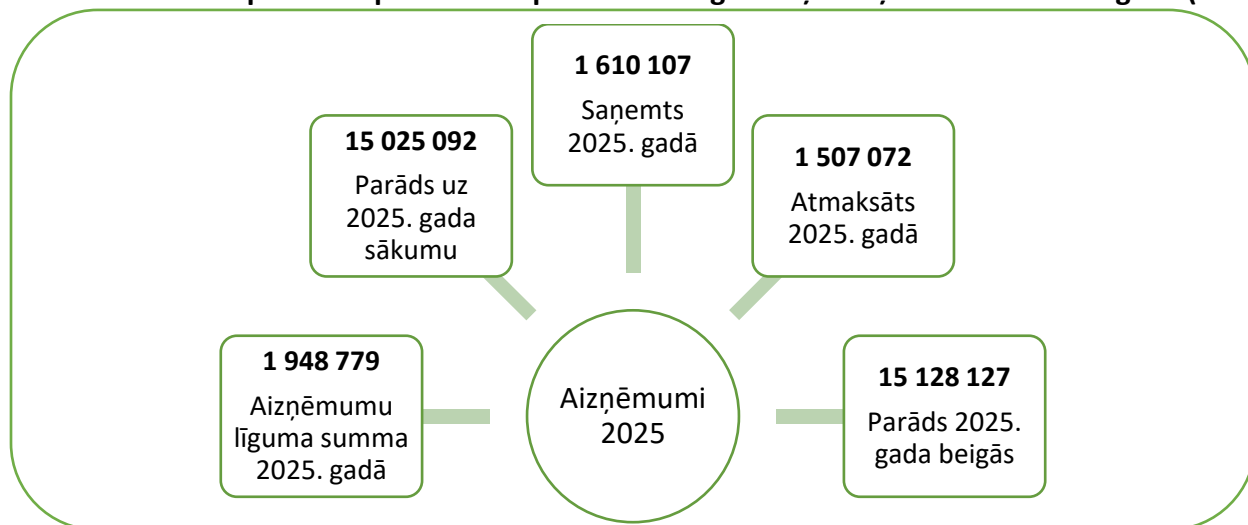 1 610 107
Saņemts
2025. gadā
15 025 092
Parāds uz
2025. gada
sākumu
1 507 072
Atmaksāts
2025. gadā
1 948 779
Aizņēmumu
līguma summa
2025. gadā
Aizņēmumi
2025
15 128 127
Parāds 2025.
gada beigās